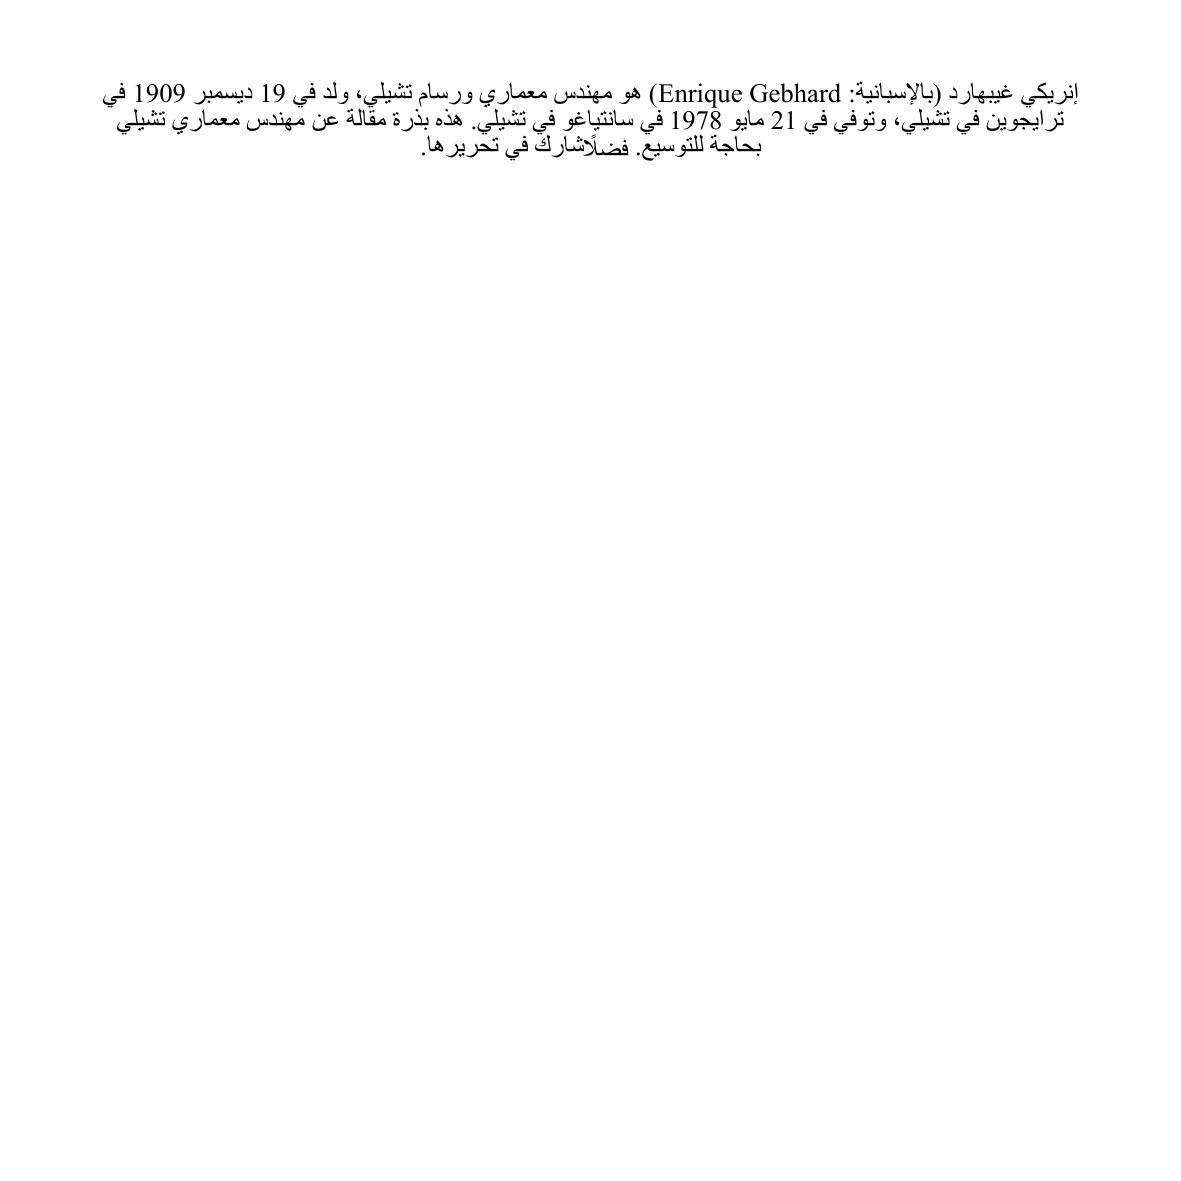 إنريكي غيبهارد (بالإسبانية: Enrique Gebhard) هو مهندس معماري ورسام تشيلي، ولد في 19 ديسمبر 1909 في
ترايجوين في تشيلي، وتوفي في 21 مايو 1978 في سانتياغو في تشيلي. هذه بذرة مقالة عن مهندس معماري تشيلي
بحاجة للتوسيع. فضلًاشارك في تحريرها.